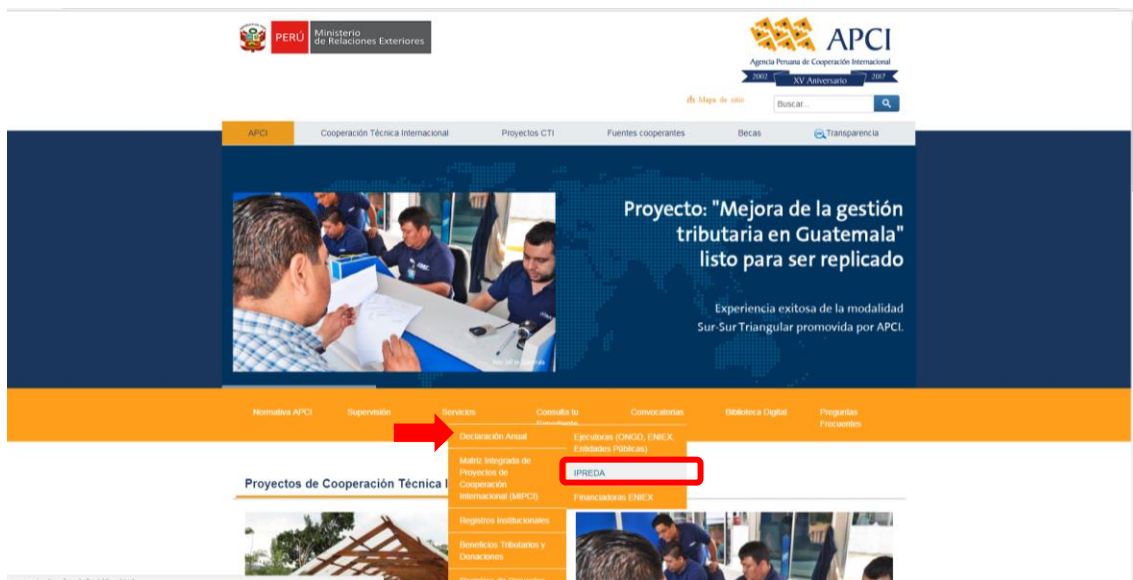 PERÚ
Ministerio
de Relaciones Exteriores
APCI
Agencia Peruana de Cooperación Internacional
2002 XV Aniversario 2017
Mapa de sitio
Buscar...
APCI Cooperación Técnica Internacional Proyectos CTI Fuentes cooperantes Becas Transparencia
Proyecto: "Mejora de la gestión
tributaria en Guatemala"
listo para ser replicado
Experiencia exitosa de la modalidad
Sur-Sur Triangular promovida por APCI.
Normativa APCI Supervisión Servicios Consulta tu Convocatorias Biblioteca Digital Preguntas
Frecuentes
Declaración Anual
Ejecutoras (ONGD, ENIEX,
Entidades Públicas)
Matriz Integrada de
Proyectos de
Cooperación
Internacional (MIPCI)
IPREDA
Financiadoras ENIEX
Proyectos de Cooperación Técnica I
Registros Institucionales
Beneficios Tributarios y
Donaciones